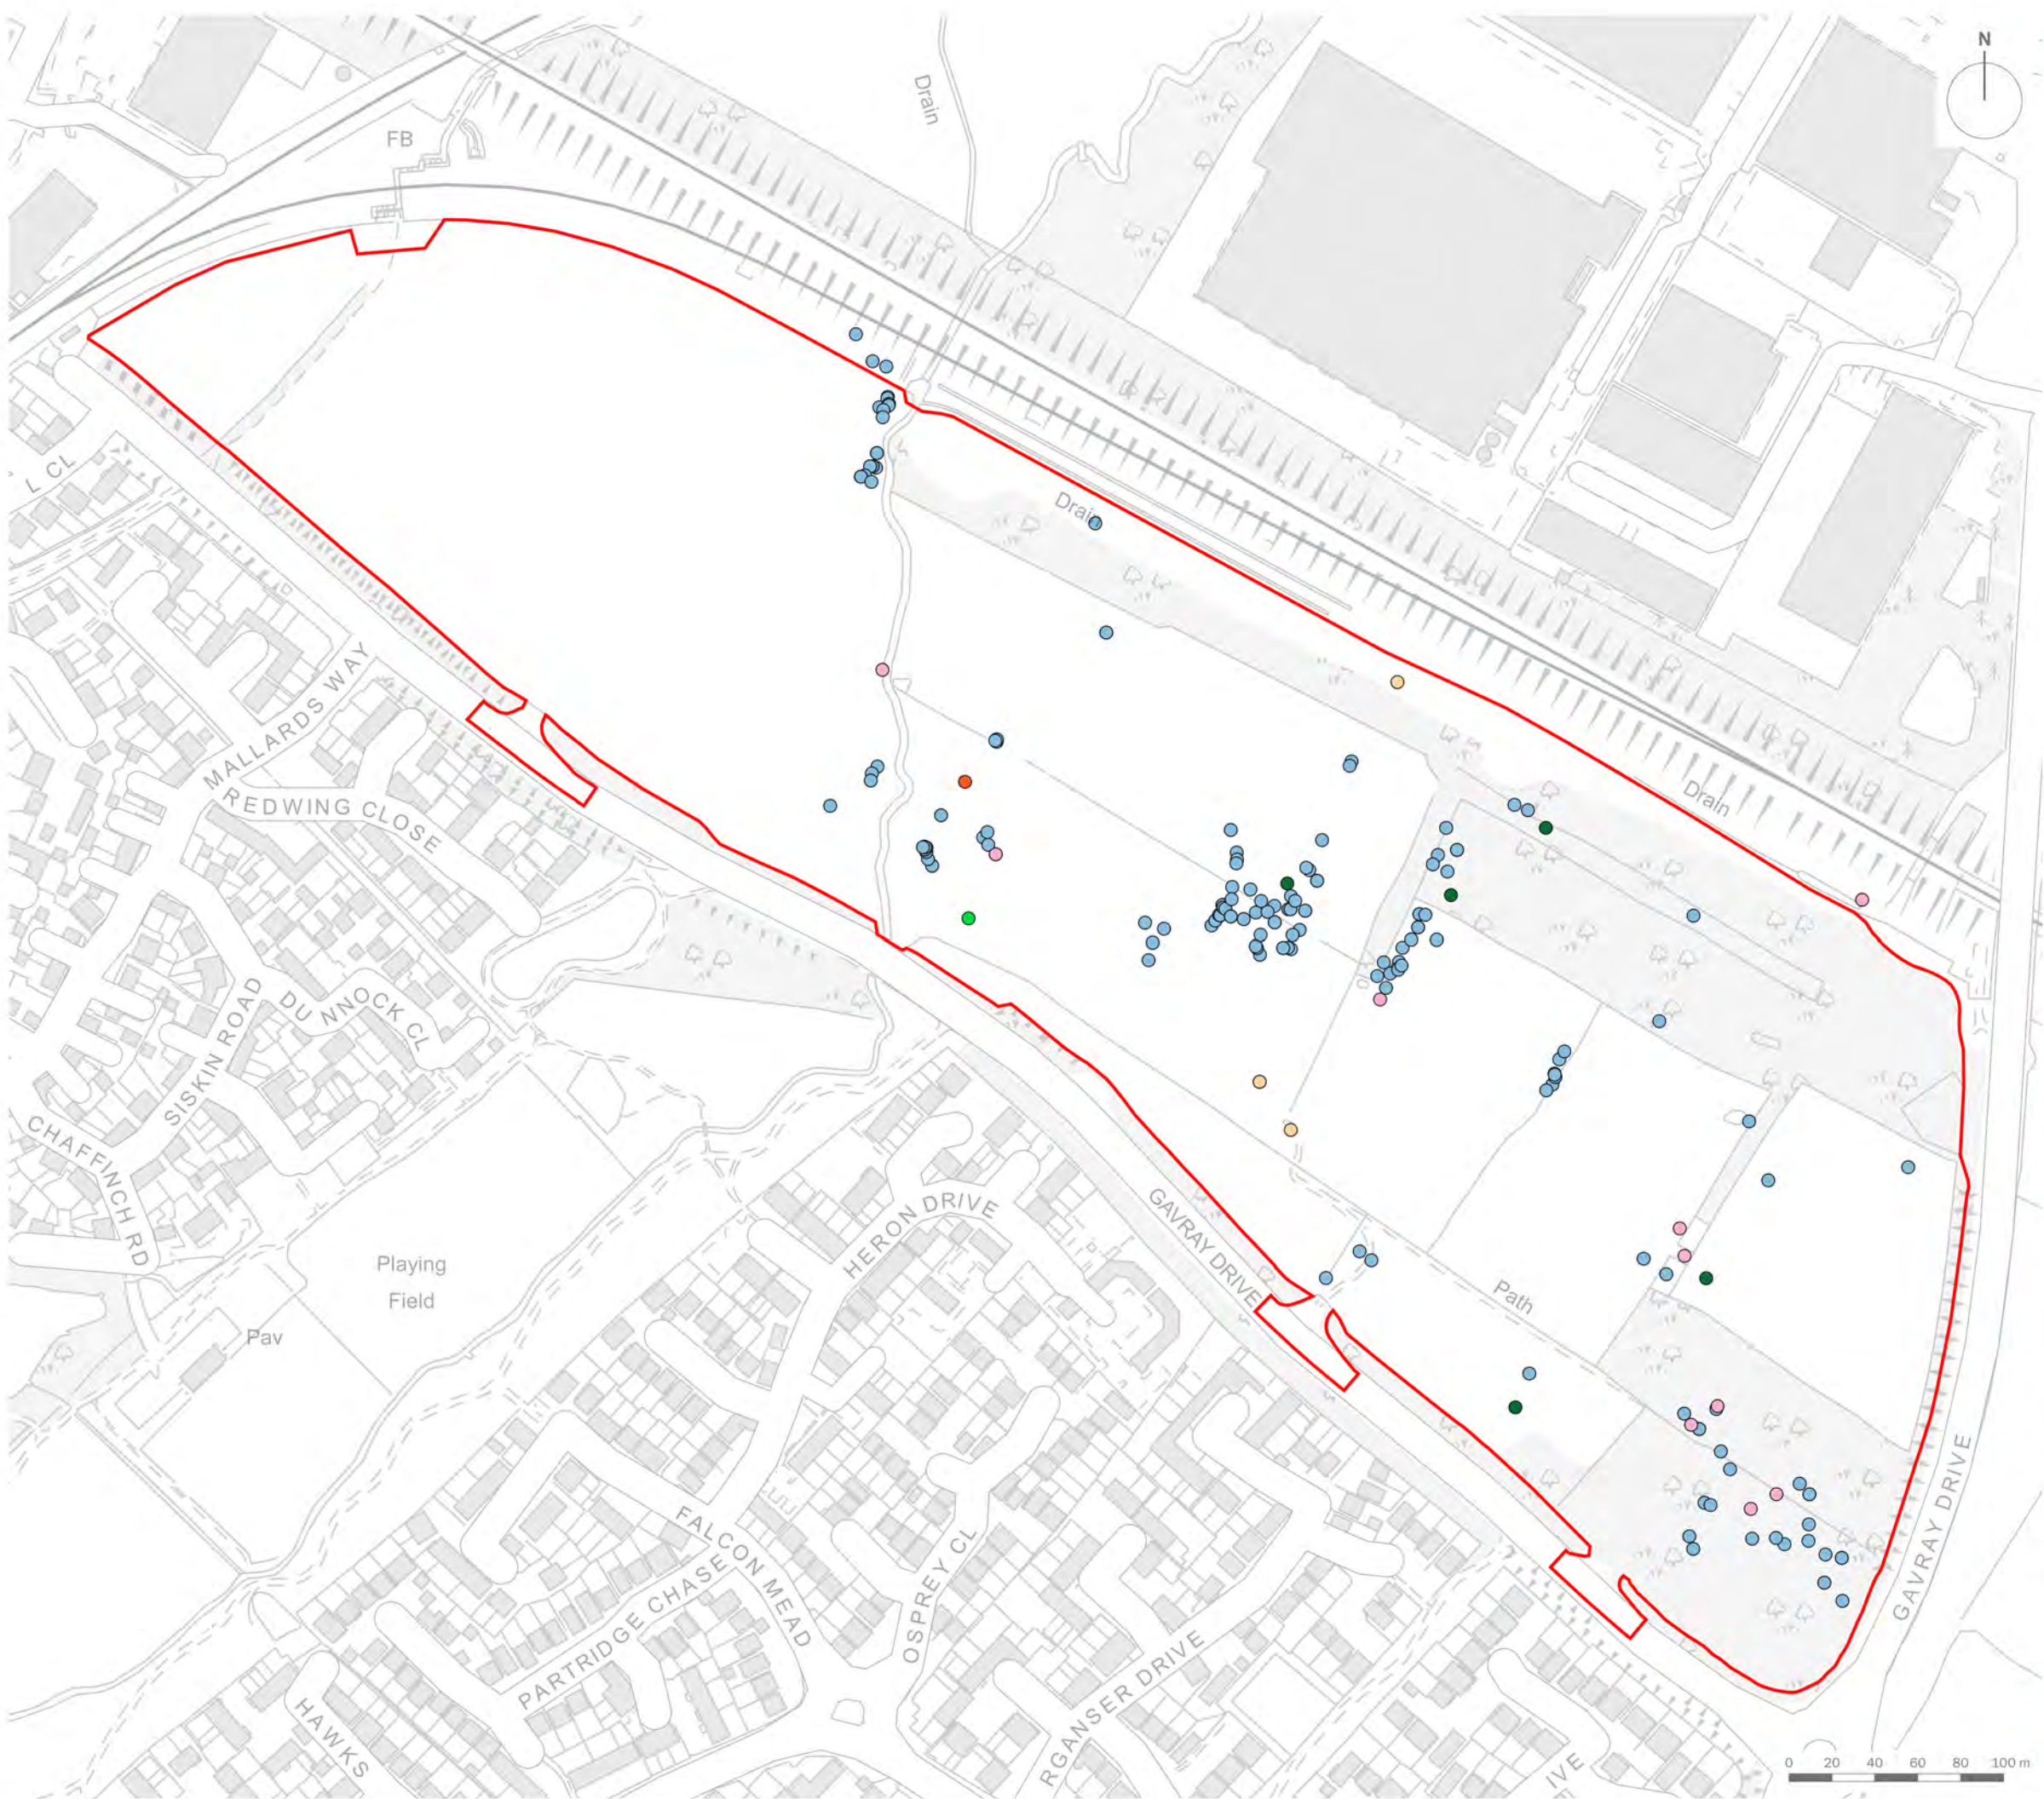 N
Drain
FB
Drain
L CL
MALLARDS WAY
REDWING CLOSE
Drain
DUNNOCK CL
SISKIN ROAD
CHAFFINCH RD
HERON DRIVE
GAVRAY DRIVE
Playing
Field
Path
Pav
GAVRAY DRIVE
FALCON MEAD
OSPREY CL
PARTRIDGE CHASE
RGANSER DRIVE
HAWKS
IVE
0 20 40 60 80 100 m